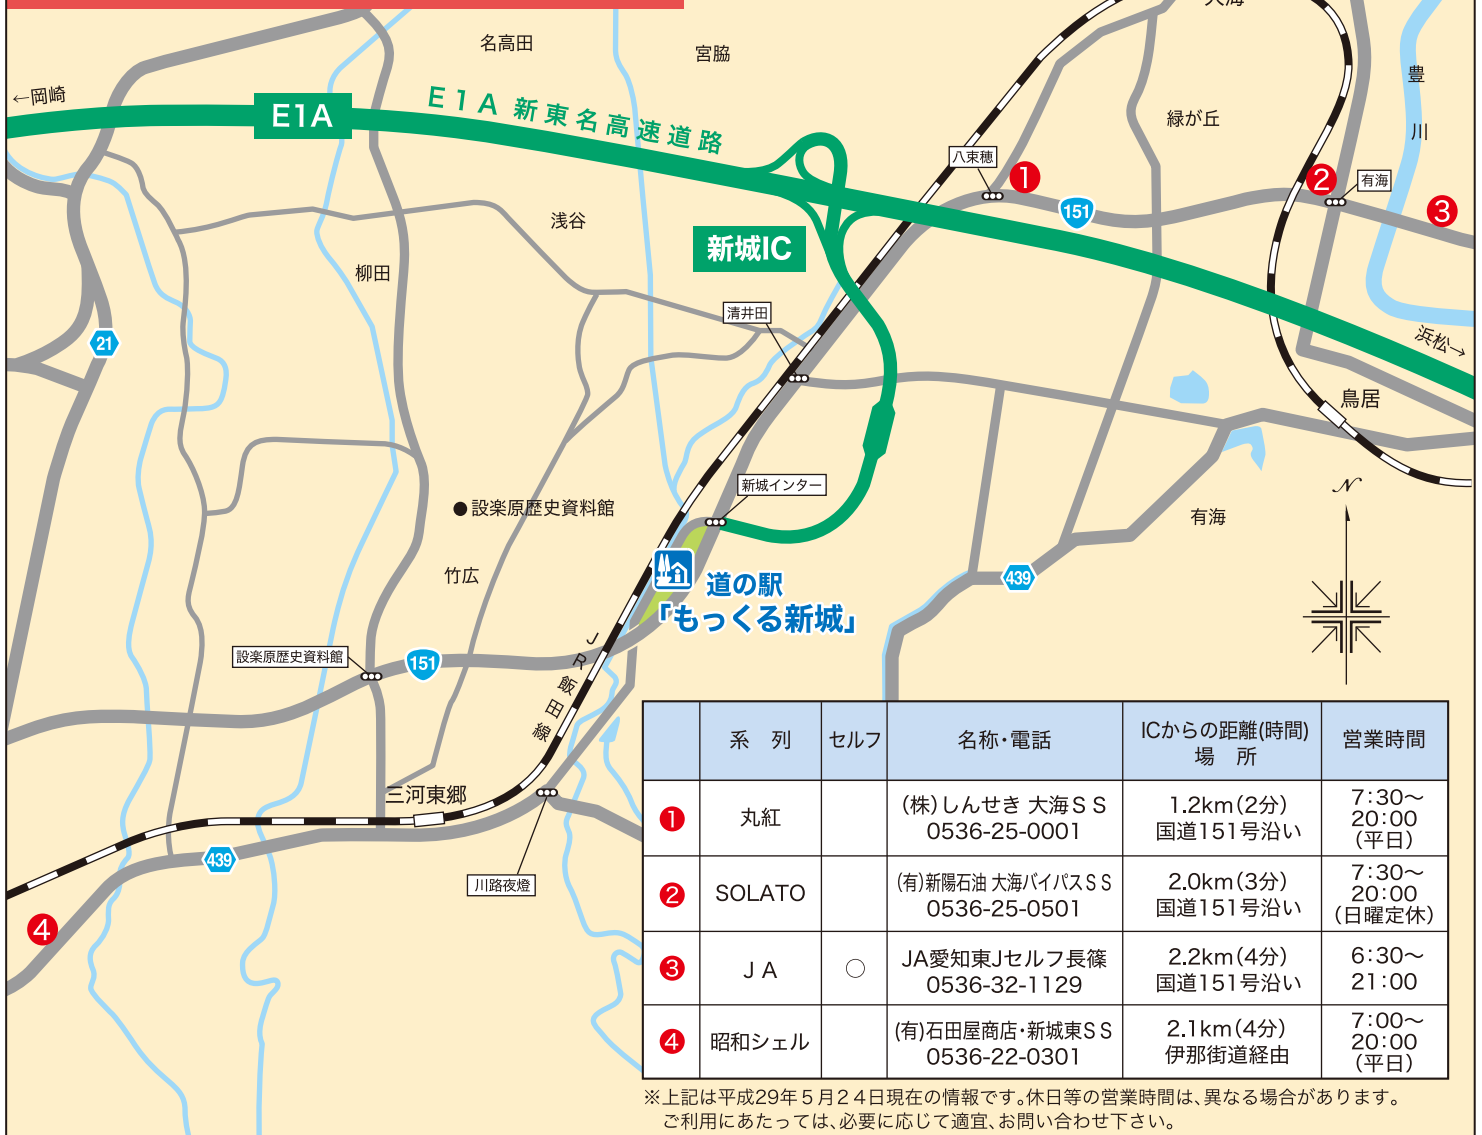 名高田
宮脇
大海
←岡崎
E1A
E1A 新東名高速道路
豊川
緑が丘
八束穂
1
2
有海
3
151
浅谷
新城IC
柳田
清井田
21
浜松→
鳥居
新城インター
N
設楽原歴史資料館
有海
竹広
道の駅
「もっくる新城」
439
JR飯田線
設楽原歴史資料館
151
三河東郷
439
川路夜燈
4
系 列 セルフ 名称・電話 ICからの距離(時間) 場 所 営業時間
1 丸紅 (株)しんせき 大海SS 1.2km(2分) 7:30〜
0536-25-0001 国道151号沿い 20:00
(平日)
2 SOLATO (有)新陽石油 大海バイパスSS 2.0km(3分) 7:30〜
0536-25-0501 国道151号沿い 20:00
(日曜定休)
3 JA ○ JA愛知東Jセルフ長篠 2.2km(4分) 6:30〜
0536-32-1129 国道151号沿い 21:00
4 昭和シェル (有)石田屋商店・新城東SS 2.1km(4分) 7:00〜
0536-22-0301 伊那街道経由 20:00
(平日)
※上記は平成29年5月24日現在の情報です。休日等の営業時間は、異なる場合があります。
ご利用にあたっては、必要に応じて適宜、お問い合わせ下さい。